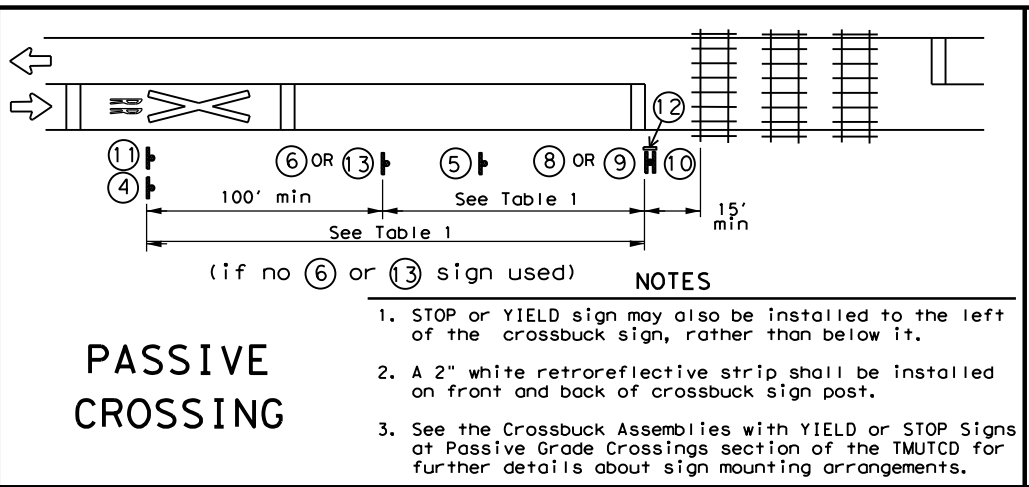 RR
12
11
6 OR 13
5
8 OR 9
10
4
100' min
See Table 1
15' min
See Table 1
(if no 6 or 13 sign used)
NOTES
1. STOP or YIELD sign may also be installed to the left
of the crossbuck sign, rather than below it.
PASSIVE
CROSSING
2. A 2" white retroreflective strip shall be installed
on front and back of crossbuck sign post.
3. See the Crossbuck Assemblies with YIELD or STOP Signs
at Passive Grade Crossings section of the TMUTCD for
further details about sign mounting arrangements.